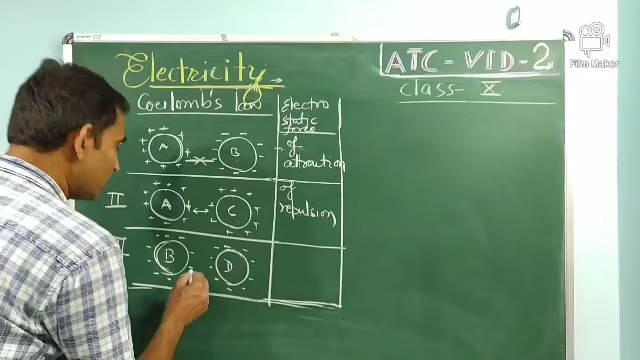 Electricity →
ATC - VID - 2
Class - X
Coulomb's law
Electro
static
force
A
B
of
attraction
II
A
C
of
repulsion
B
D
Film Maker